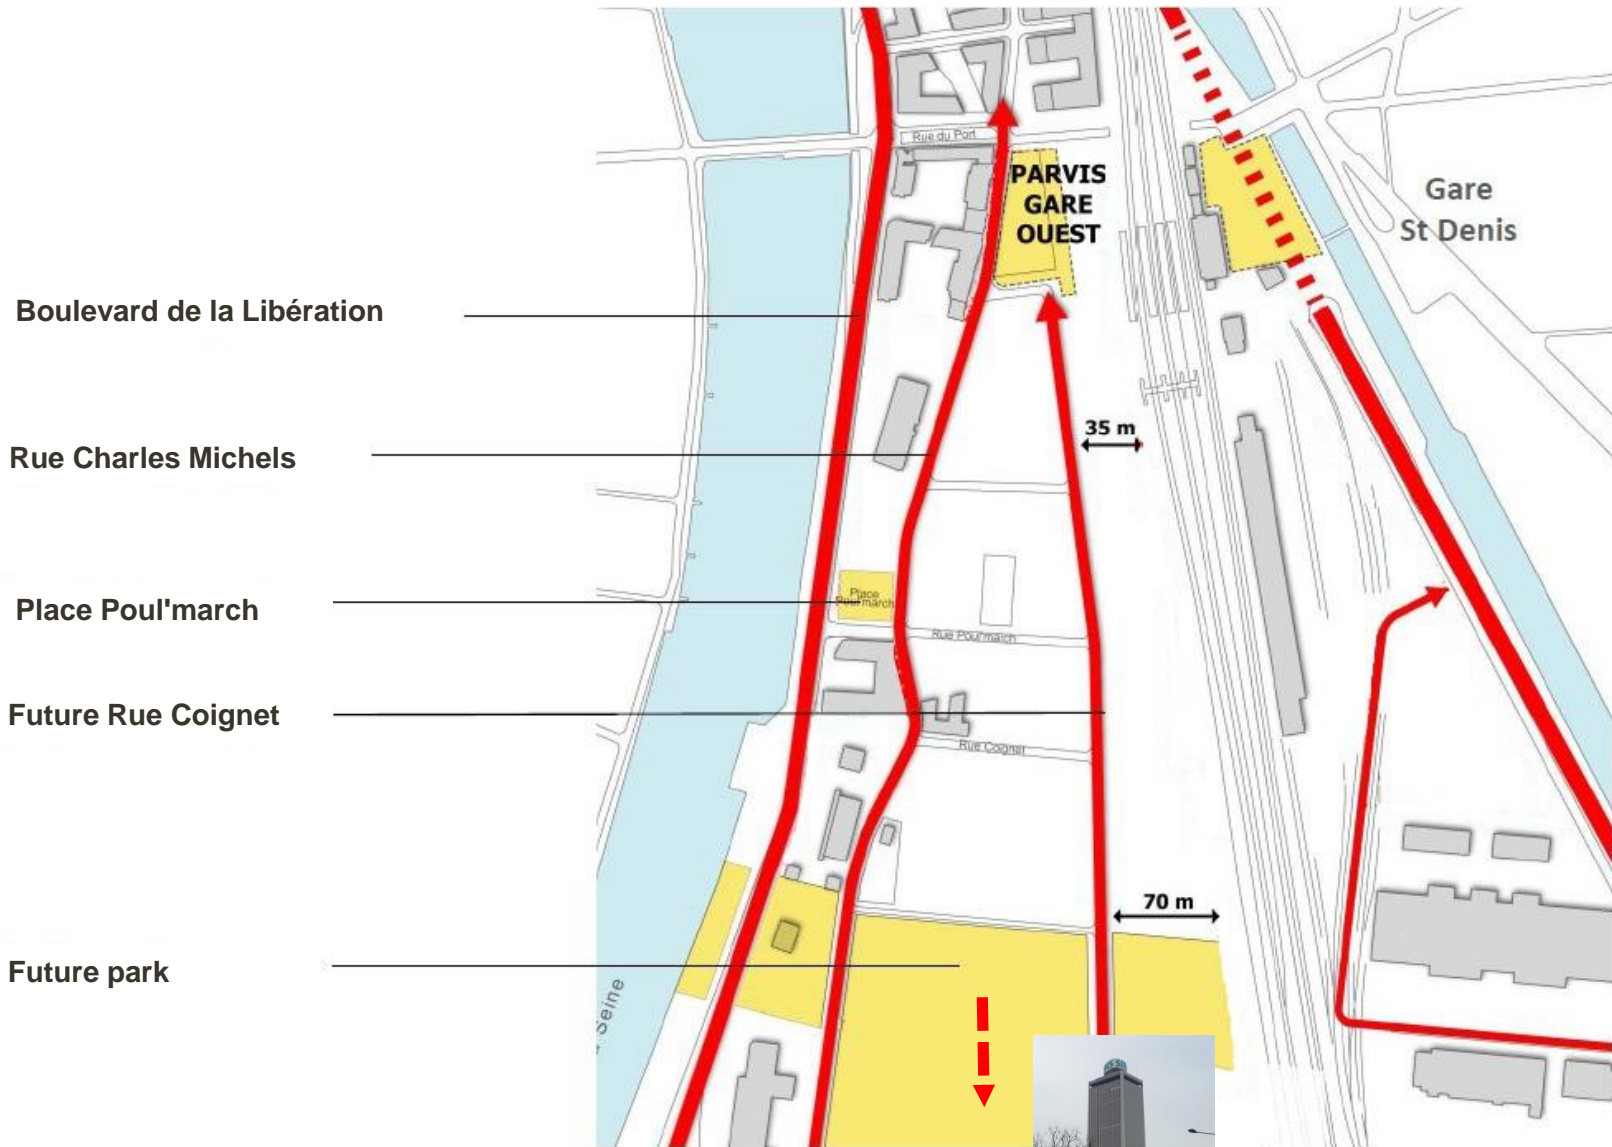 Rue du Port
PARVIS
GARE
OUEST
Gare
St Denis
Boulevard de la Libération
35 m
Rue Charles Michels
Place
Poul'march
Place Poul'march
Rue Poul'march
Future Rue Coignet
Rue Coignet
70 m
Future park
Seine